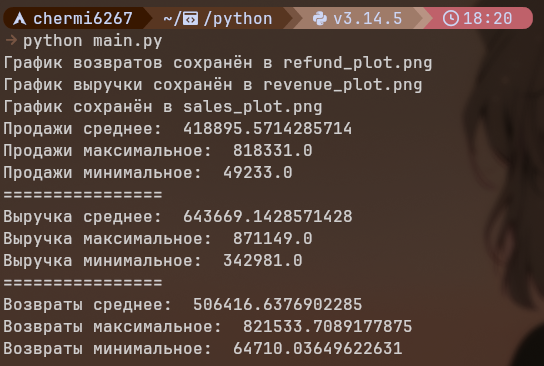 chermi6267 ~/ /python v3.14.5 18:20
→ python main.py
График возвратов сохранён в refund_plot.png
График выручки сохранён в revenue_plot.png
График сохранён в sales_plot.png
Продажи среднее:  418895.5714285714
Продажи максимальное:  818331.0
Продажи минимальное:  49233.0
================
Выручка среднее:  643669.1428571428
Выручка максимальное:  871149.0
Выручка минимальное:  342981.0
================
Возвраты среднее:  506416.6376902285
Возвраты максимальное:  821533.7089177875
Возвраты минимальное:  64710.03649622631